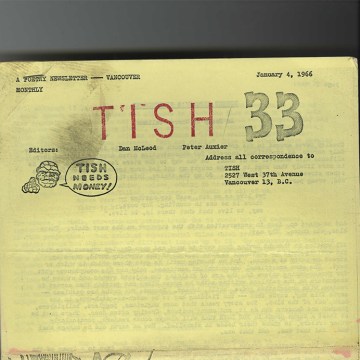 A POETRY NEWSLETTER — VANCOUVER
January 4, 1966
MONTHLY
TISH 33
Editors: Dan McLeod Peter Auxier
Address all correspondence to
TISH
2527 West 37th Avenue
Vancouver 13, B.C.
TISH
NEEDS
MONEY!